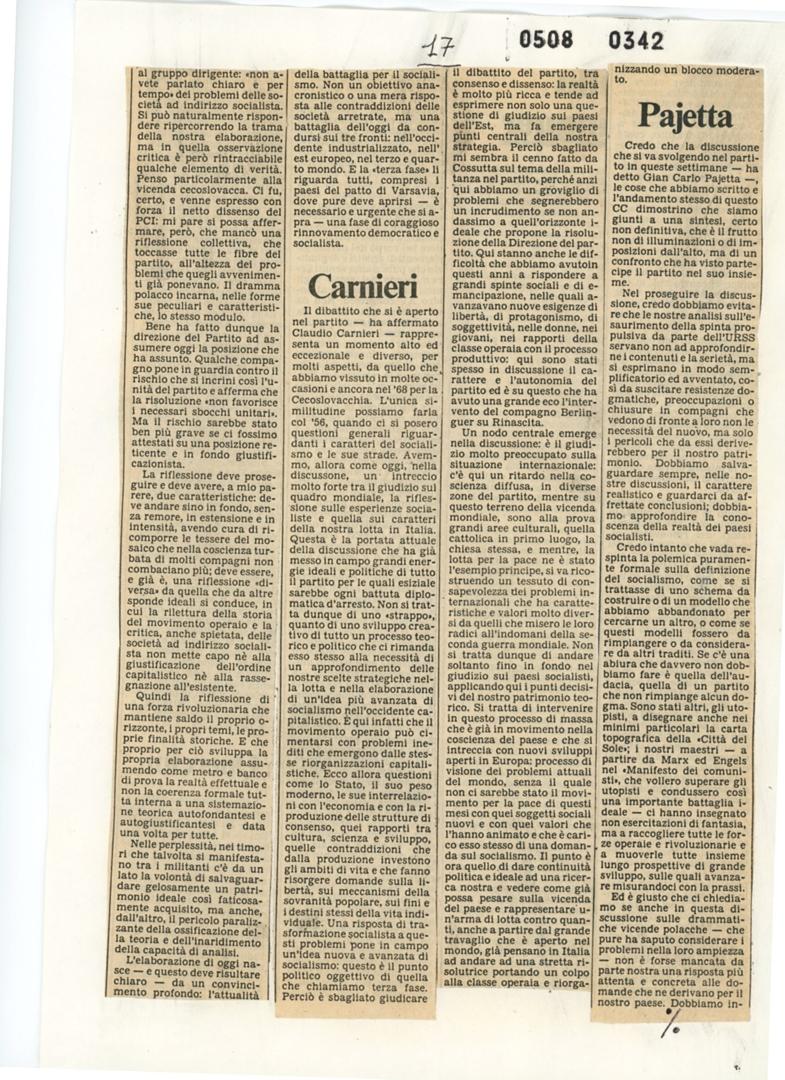 17
0508 0342
al gruppo dirigente: «non a-
vete parlato chiaro e per
tempo» dei problemi delle so-
cietà ad indirizzo socialista.
Si può naturalmente rispon-
dere ripercorrendo la trama
della nostra elaborazione,
ma in quella osservazione
critica è però rintracciabile
qualche elemento di verità.
Penso particolarmente alla
vicenda cecoslovacca. Ci fu,
certo, e venne espresso con
forza il netto dissenso del
PCI: mi pare si possa affer-
mare, però, che mancò una
riflessione collettiva, che
toccasse tutte le fibre del
partito, all'altezza dei pro-
blemi che quegli avvenimen-
ti già ponevano. Il dramma
polacco incarna, nelle forme
sue peculiari e caratteristi-
che, lo stesso modulo.
Bene ha fatto dunque la
direzione del Partito ad as-
sumere oggi la posizione che
ha assunto. Qualche compa-
gno pone in guardia contro il
rischio che si incrini così l'u-
nità del partito e afferma che
la risoluzione «non favorisce
i necessari sbocchi unitari».
Ma il rischio sarebbe stato
ben più grave se ci fossimo
attestati su una posizione re-
ticente e in fondo giustifi-
cazionista.
La riflessione deve prose-
guire e deve avere, a mio pa-
rere, due caratteristiche: de-
ve andare sino in fondo, sen-
za remore, in estensione e in
intensità, avendo cura di ri-
comporre le tessere del mo-
saico che nella coscienza tur-
bata di molti compagni non
combaciano più; deve essere,
e già è, una riflessione «di-
versa» da quella che da altre
sponde ideali si conduce, in
cui la rilettura della storia
del movimento operaio e la
critica, anche spietata, delle
società ad indirizzo sociali-
sta non mette capo nè alla
giustificazione dell'ordine
capitalistico nè alla rasse-
gnazione all'esistente.
Quindi la riflessione di
una forza rivoluzionaria che
mantiene saldo il proprio o-
rizzonte, i propri temi, le pro-
prie finalità storiche. E che
proprio per ciò sviluppa la
propria elaborazione assu-
mendo come metro e banco
di prova la realtà effettuale e
non la coerenza formale tut-
ta interna a una sistemazio-
ne teorica autofondantesi e
autogiustificantesi e data
una volta per tutte.
Nelle perplessità, nei timo-
ri che talvolta si manifesta-
no tra i militanti c'è da un
lato la volontà di salvaguar-
dare gelosamente un patri-
monio ideale così faticosa-
mente acquisito, ma anche,
dall'altro, il pericolo paraliz-
zante della ossificazione del-
la teoria e dell'inaridimento
della capacità di analisi.
L'elaborazione di oggi na-
sce — e questo deve risultare
chiaro — da un convinci-
mento profondo: l'attualità
della battaglia per il sociali-
smo. Non un obiettivo ana-
cronistico o una mera rispo-
sta alle contraddizioni delle
società arretrate, ma una
battaglia dell'oggi da con-
dursi sui tre fronti: nell'occi-
dente industrializzato, nell'
est europeo, nel terzo e quar-
to mondo. E la «terza fase» li
riguarda tutti, compresi i
paesi del patto di Varsavia,
dove pure deve aprirsi — è
necessario e urgente che si a-
pra — una fase di coraggioso
rinnovamento democratico e
socialista.
Carnieri
Il dibattito che si è aperto
nel partito — ha affermato
Claudio Carnieri — rappre-
senta un momento alto ed
eccezionale e diverso, per
molti aspetti, da quello che
abbiamo vissuto in molte oc-
casioni e ancora nel '68 per la
Cecoslovacchia. L'unica si-
militudine possiamo farla
col '56, quando ci si posero
questioni generali riguar-
danti i caratteri del sociali-
smo e le sue strade. Avem-
mo, allora come oggi, nella
discussone, un intreccio
molto forte tra il giudizio sul
quadro mondiale, la rifles-
sione sulle esperienze socia-
liste e quella sui caratteri
della nostra lotta in Italia.
Questa è la portata attuale
della discussione che ha già
messo in campo grandi ener-
gie ideali e politiche di tutto
il partito per le quali esiziale
sarebbe ogni battuta diplo-
matica d'arresto. Non si trat-
ta dunque di uno «strappo»,
quanto di uno sviluppo crea-
tivo di tutto un processo teo-
rico e politico che ci rimanda
esso stesso alla necessità di
un approfondimento delle
nostre scelte strategiche nel-
la lotta e nella elaborazione
di un'idea più avanzata di
socialismo nell'occidente ca-
pitalistico. È qui infatti che il
movimento operaio può ci-
mentarsi con problemi ine-
diti che emergono dalle stes-
se riorganizzazioni capitali-
stiche. Ecco allora questioni
come lo Stato, il suo peso
moderno, le sue interrelazio-
ni con l'economia e con la ri-
produzione delle strutture di
consenso, quei rapporti tra
cultura, scienza e sviluppo,
quelle contraddizioni che
dalla produzione investono
gli ambiti di vita e che fanno
risorgere domande sulla li-
bertà, sui meccanismi della
sovranità popolare, sui fini e
i destini stessi della vita indi-
viduale. Una risposta di tra-
sformazione socialista a que-
sti problemi pone in campo
un'idea nuova e avanzata di
socialismo: questo è il punto
politico oggettivo di quella
che chiamiamo terza fase.
Perciò è sbagliato giudicare
il dibattito del partito, tra
consenso e dissenso: la realtà
è molto più ricca e tende ad
esprimere non solo una que-
stione di giudizio sui paesi
dell'Est, ma fa emergere
punti centrali della nostra
strategia. Perciò sbagliato
mi sembra il cenno fatto da
Cossutta sul tema della mili-
tanza nel partito, perché anzi
qui abbiamo un groviglio di
problemi che segnerebbero
un incrudimento se non an-
dassimo a quell'orizzonte i-
deale che propone la risolu-
zione della Direzione del par-
tito. Qui stanno anche le dif-
ficoltà che abbiamo avuto in
questi anni a rispondere a
grandi spinte sociali e di e-
mancipazione, nelle quali a-
vanzavano nuove esigenze di
libertà, di protagonismo, di
soggettività, nelle donne, nei
giovani, nei rapporti della
classe operaia con il processo
produttivo: qui sono stati
spesso in discussione il ca-
rattere e l'autonomia del
partito ed è su questo che ha
avuto una grande eco l'inter-
vento del compagno Berlin-
guer su Rinascita.
Un nodo centrale emerge
nella discussione: è il giudi-
zio molto preoccupato sulla
situazione internazionale:
c'è qui un ritardo nella co-
scienza diffusa, in diverse
zone del partito, mentre su
questo terreno della vicenda
mondiale, sono alla prova
grandi aree culturali, quella
cattolica in primo luogo, la
chiesa stessa, e mentre, la
lotta per la pace ne è stato l'
esempio principe, si va rico-
struendo un tessuto di con-
sapevolezza dei problemi in-
ternazionali che ha caratte-
ristiche e valori molto diver-
si da quelli che misero le loro
radici all'indomani della se-
conda guerra mondiale. Non
si tratta dunque di andare
soltanto fino in fondo nel
giudizio sui paesi socialisti,
applicando qui i punti decisi-
vi del nostro patrimonio teo-
rico. Si tratta di intervenire
in questo processo di massa
che è già in movimento nella
coscienza del paese e che si
intreccia con nuovi sviluppi
aperti in Europa: processo di
visione dei problemi attuali
del mondo, senza il quale
non ci sarebbe stato il movi-
mento per la pace di questi
mesi con quei soggetti sociali
nuovi e con quei valori che
l'hanno animato e che è cari-
co esso stesso di una doman-
da sul socialismo. Il punto è
ora quello di dare continuità
politica e ideale ad una ricer-
ca nostra e vedere come già
possa pesare sulla vicenda
del paese e rappresentare u-
n'arma di lotta contro quan-
ti, anche a partire dal grande
travaglio che è aperto nel
mondo, già pensano in Italia
ad andare ad una stretta ri-
solutrice portando un colpo
alla classe operaia e riorga-
nizzando un blocco modera-
to.
Pajetta
Credo che la discussione
che si va svolgendo nel parti-
to in queste settimane — ha
detto Gian Carlo Pajetta —,
le cose che abbiamo scritto e
l'andamento stesso di questo
CC dimostrino che siamo
giunti a una sintesi, certo
non definitiva, che è il frutto
non di illuminazioni o di im-
posizioni dall'alto, ma di un
confronto che ha visto parte-
cipe il partito nel suo insie-
me.
Nel proseguire la discus-
sione, credo dobbiamo evita-
re che le nostre analisi sull'e-
saurimento della spinta pro-
pulsiva da parte dell'URSS
servano non ad approfondir-
ne i contenuti e la serietà, ma
si esprimano in modo sem-
plificatorio ed avventato, co-
sì da suscitare resistenze do-
gmatiche, preoccupazioni o
chiusure in compagni che
vedono di fronte a loro non le
necessità del nuovo, ma solo
i pericoli che da essi derive-
rebbero per il nostro patri-
monio. Dobbiamo salva-
guardare sempre, nelle no-
stre discussioni, il carattere
realistico e guardarci da af-
frettate conclusioni; dobbia-
mo approfondire la cono-
scenza della realtà dei paesi
socialisti.
Credo intanto che vada re-
spinta la polemica puramen-
te formale sulla definizione
del socialismo, come se si
trattasse di uno schema da
costruire o di un modello che
abbiamo abbandonato per
cercarne un altro, o come se
questi modelli fossero da
rimpiangere o da considera-
re da altri traditi. Se c'è una
abiura che davvero non dob-
biamo fare è quella dell'au-
dacia, quella di un partito
che non rimpiange alcun do-
gma. Sono stati altri, gli uto-
pisti, a disegnare anche nei
minimi particolari la carta
topografica della «Città del
Sole»; i nostri maestri — a
partire da Marx ed Engels
nel «Manifesto dei comuni-
sti», che vollero superare gli
utopisti e condussero così
una importante battaglia i-
deale — ci hanno insegnato
non esercitazioni di fantasia,
ma a raccogliere tutte le for-
ze operaie e rivoluzionarie e
a muoverle tutte insieme
lungo prospettive di grande
sviluppo, sulle quali avanza-
re misurandoci con la prassi.
Ed è giusto che ci chiedia-
mo se anche in questa di-
scussione sulle drammati-
che vicende polacche — che
pure ha saputo considerare i
problemi nella loro ampiezza
— non è forse mancata da
parte nostra una risposta più
attenta e concreta alle do-
mande che ne derivano per il
nostro paese. Dobbiamo in-
%